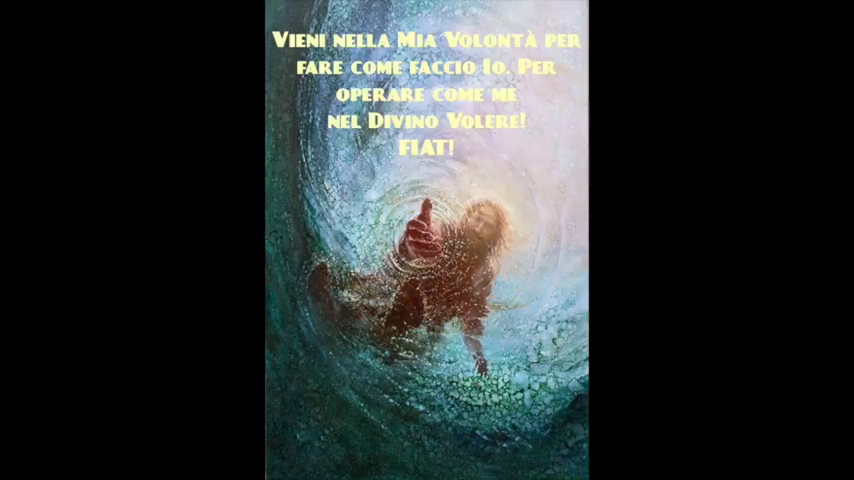 Vieni nella Mia Volontà per
fare come faccio Io. Per
operare come me
nel Divino Volere!
FIAT!